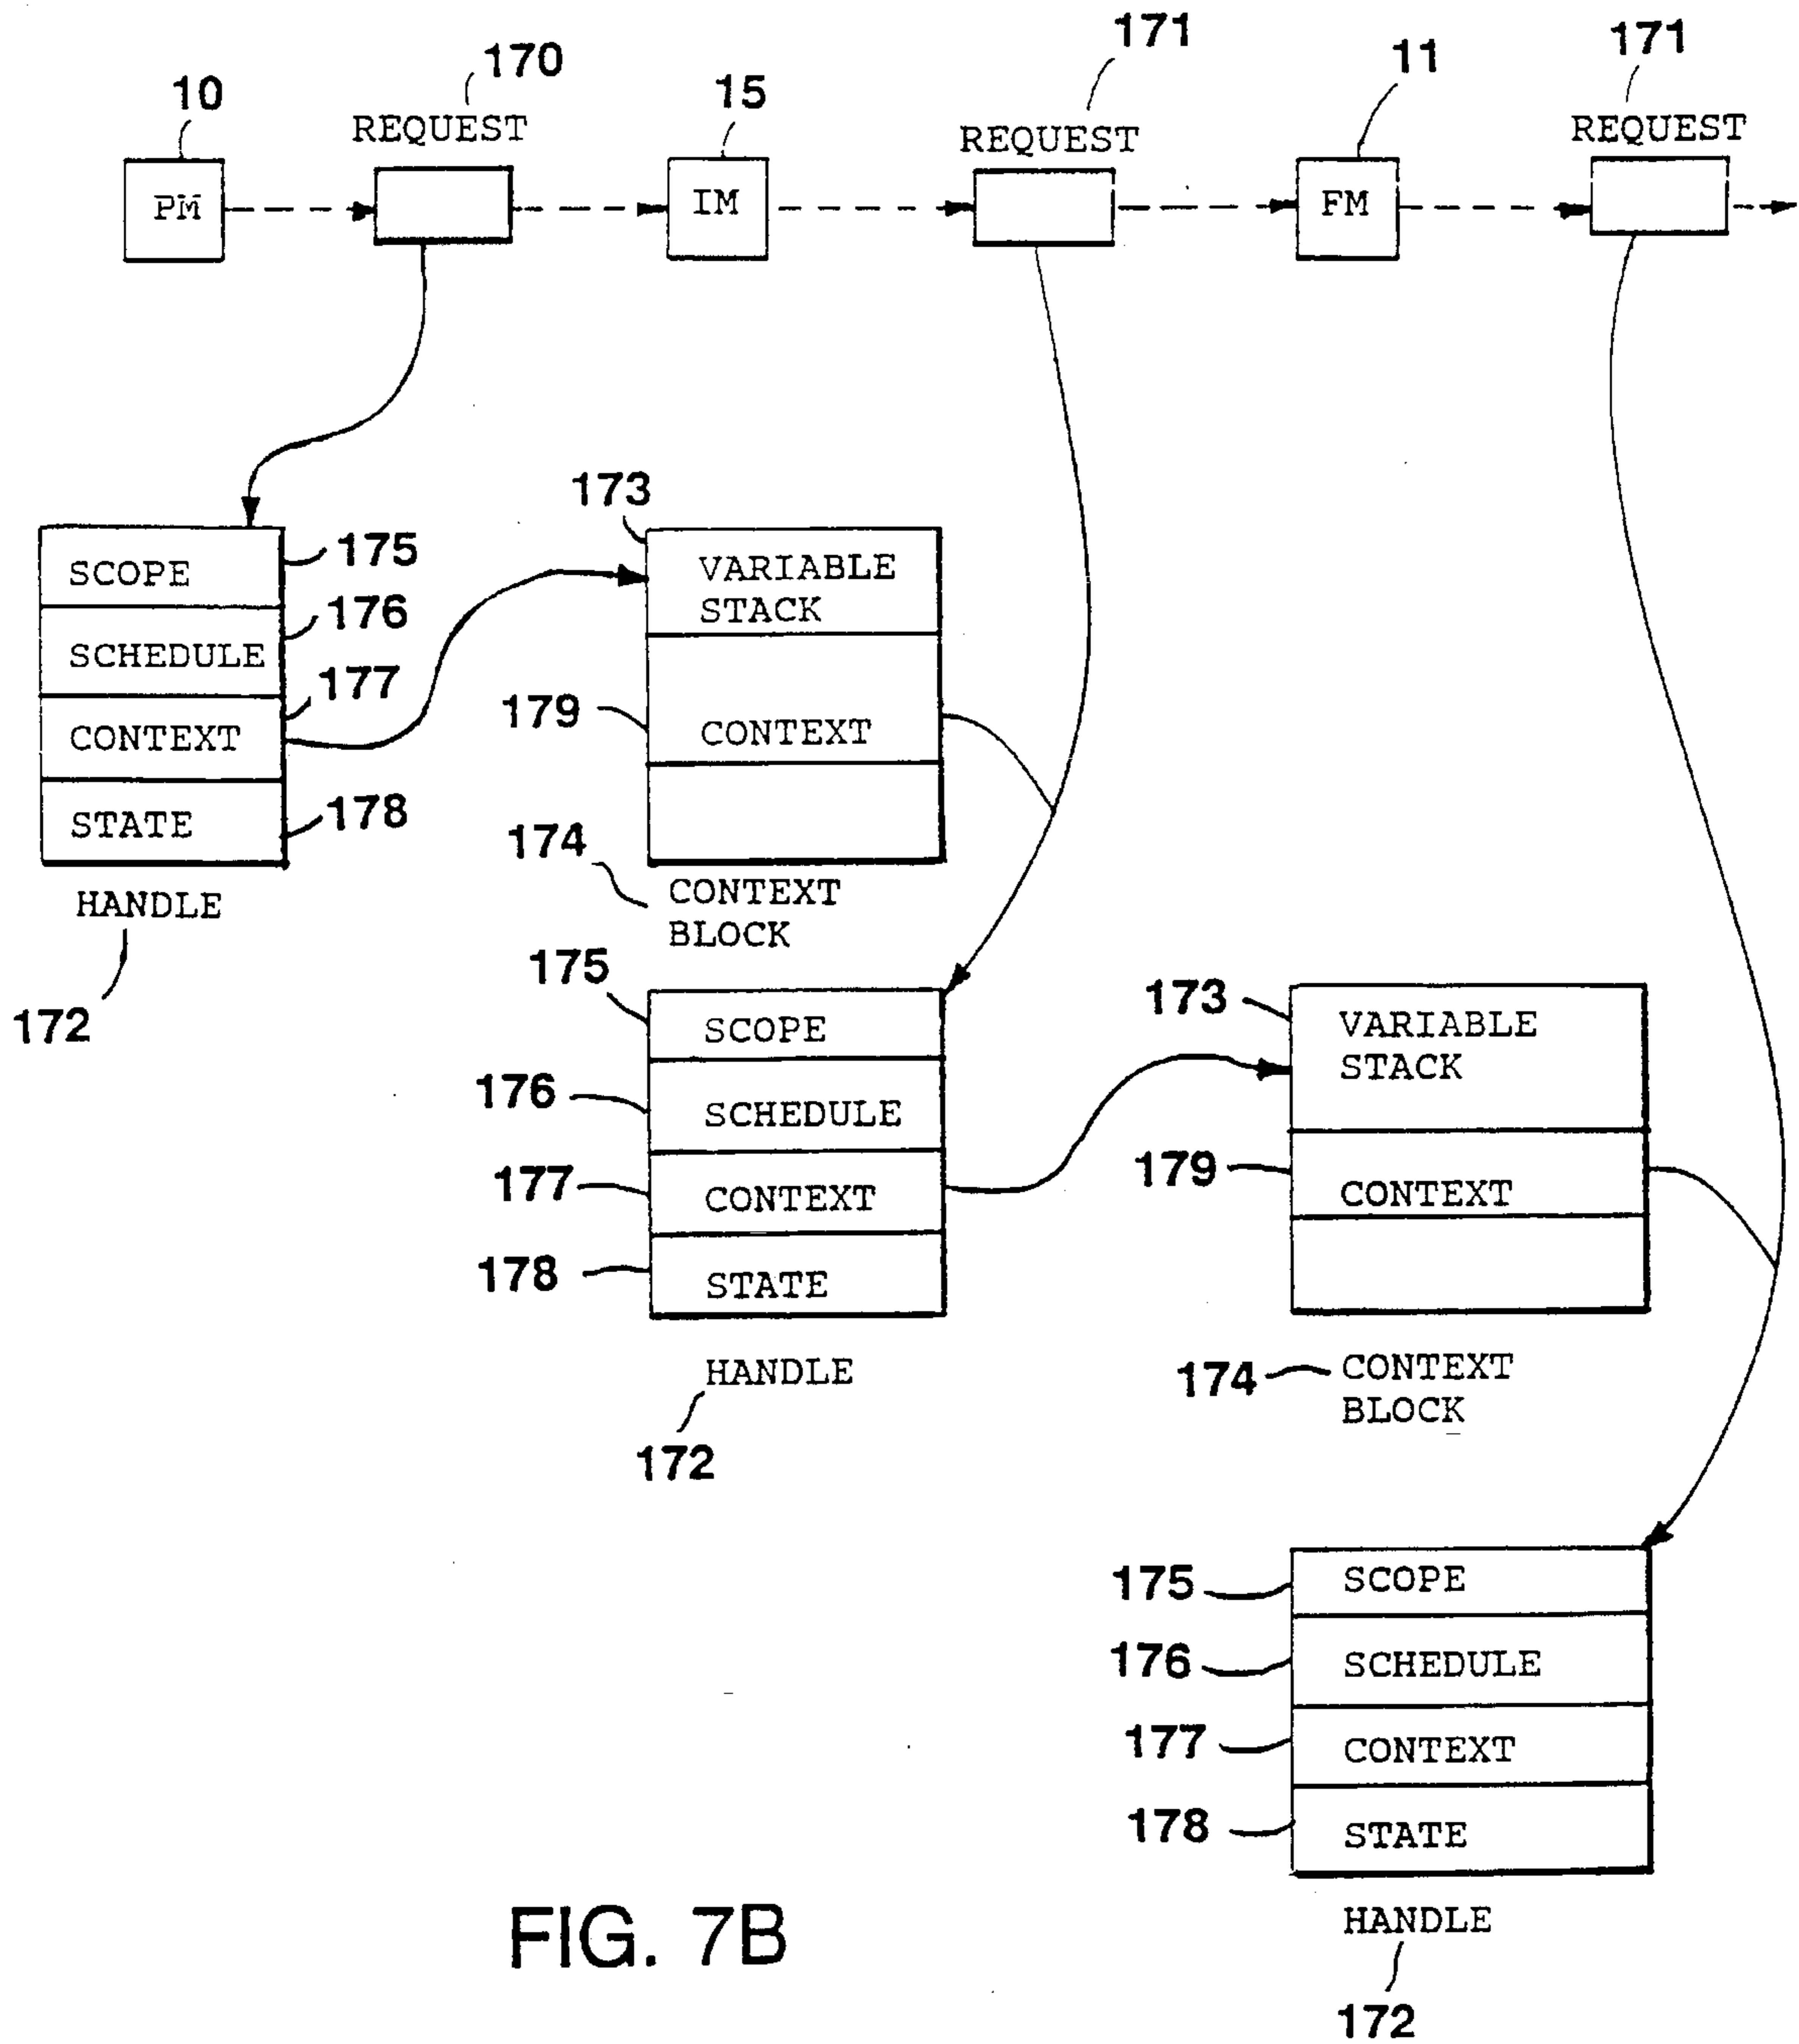 10
170
15
171
11
171
REQUEST
REQUEST
REQUEST
PM
IM
FM
173
175
SCOPE
VARIABLE
STACK
176
SCHEDULE
177
179
CONTEXT
CONTEXT
178
STATE
174
HANDLE
CONTEXT
BLOCK
172
175
SCOPE
173
VARIABLE
STACK
176
SCHEDULE
177
CONTEXT
179
CONTEXT
178
STATE
HANDLE
172
174
CONTEXT
BLOCK
175
SCOPE
176
SCHEDULE
177
CONTEXT
178
STATE
HANDLE
172
FIG. 7B